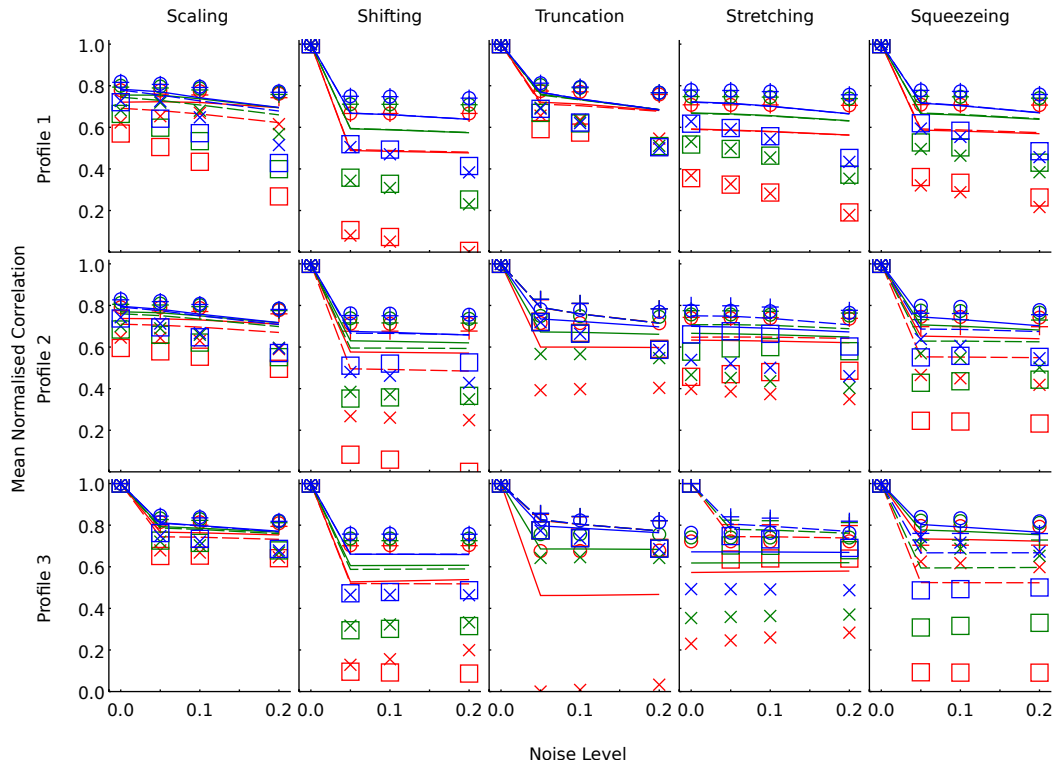 Scaling Shifting Truncation Stretching Squeezeing
Profile 1
1.0
0.8
0.6
0.4
0.2
Mean Normalised Correlation
Profile 2
1.0
0.8
0.6
0.4
0.2
Profile 3
1.0
0.8
0.6
0.4
0.2
0.0
0.0 0.1 0.2 0.0 0.1 0.2 0.0 0.1 0.2 0.0 0.1 0.2 0.0 0.1 0.2
Noise Level